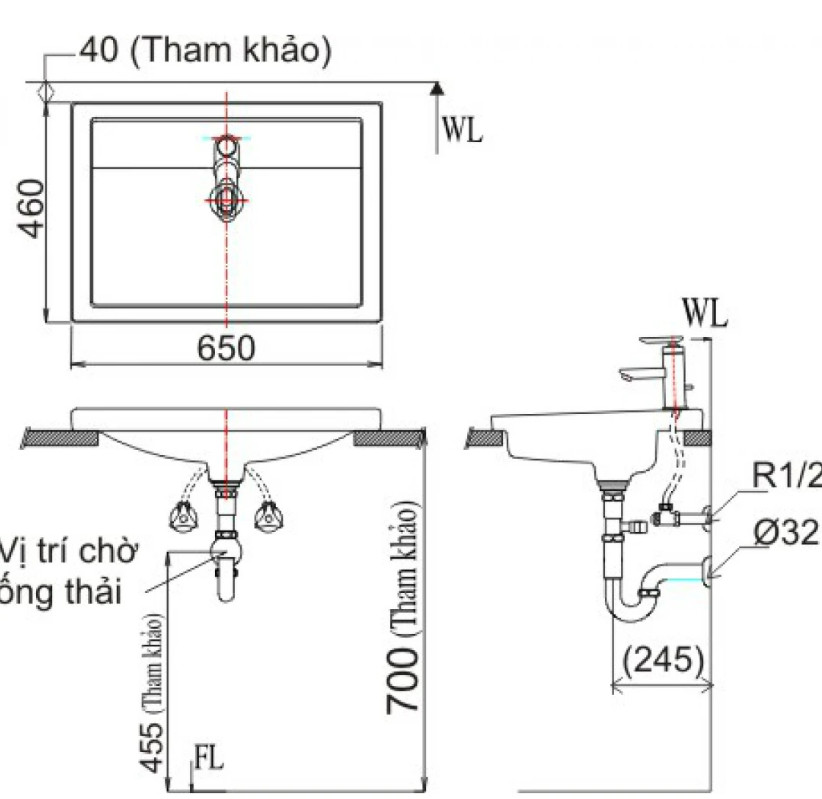 40 (Tham khảo)
WL
460
650
WL
R1/2
Ø32
Vị trí chờ
ống thải
(245)
455 (Tham khảo)
700 (Tham khảo)
FL